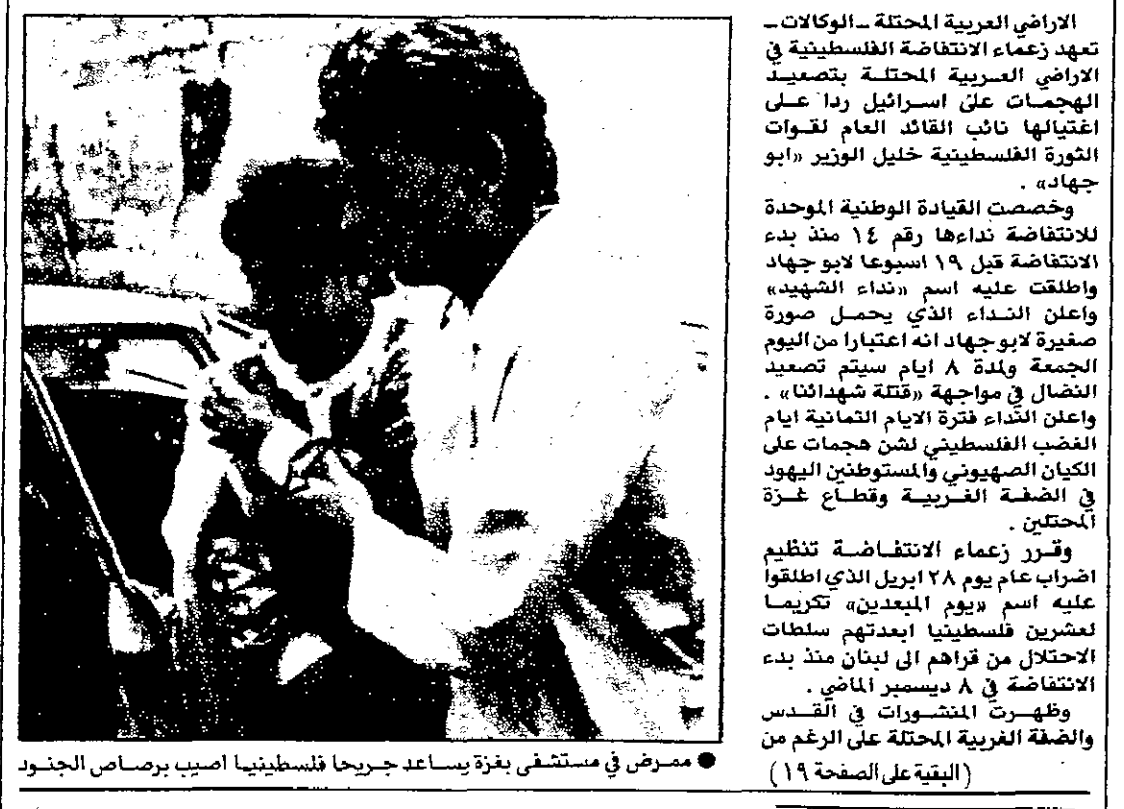 الاراضي العربية المحتلة ـ الوكالات ـ
تعهد زعماء الانتفاضة الفلسطينية في
الاراضي العربية المحتلة بتصعيد
الهجمات على اسرائيل ردا على
اغتيالها نائب القائد العام لقوات
الثورة الفلسطينية خليل الوزير «ابو
جهاد» .
وخصصت القيادة الوطنية الموحدة
للانتفاضة نداءها رقم ١٤ منذ بدء
الانتفاضة قبل ١٩ اسبوعا لابو جهاد
واطلقت عليه اسم «نداء الشهيد»
واعلن النداء الذي يحمل صورة
صغيرة لابو جهاد انه اعتبارا من اليوم
الجمعة ولمدة ٨ ايام سيتم تصعيد
النضال في مواجهة «قتلة شهدائنا» .
واعلن النداء فترة الايام الثمانية ايام
الغضب الفلسطيني لشن هجمات على
الكيان الصهيوني والمستوطنين اليهود
في الضفة الغربية وقطاع غزة
المحتلين .
وقرر زعماء الانتفاضة تنظيم
اضراب عام يوم ٢٨ ابريل الذي اطلقوا
عليه اسم «يوم المبعدين» تكريما
لعشرين فلسطينيا ابعدتهم سلطات
الاحتلال من قراهم الى لبنان منذ بدء
الانتفاضة في ٨ ديسمبر الماضي .
وظهرت المنشورات في القدس
والضفة الغربية المحتلة على الرغم من
(البقية على الصفحة ١٩)
● ممرض في مستشفى بغزة يساعد جريحا فلسطينيا اصيب برصاص الجنود